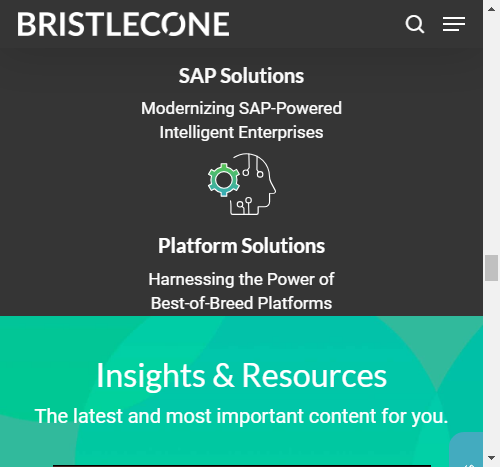 BRISTLECONE
SAP Solutions
Modernizing SAP-Powered
Intelligent Enterprises
Platform Solutions
Harnessing the Power of
Best-of-Breed Platforms
Insights & Resources
The latest and most important content for you.